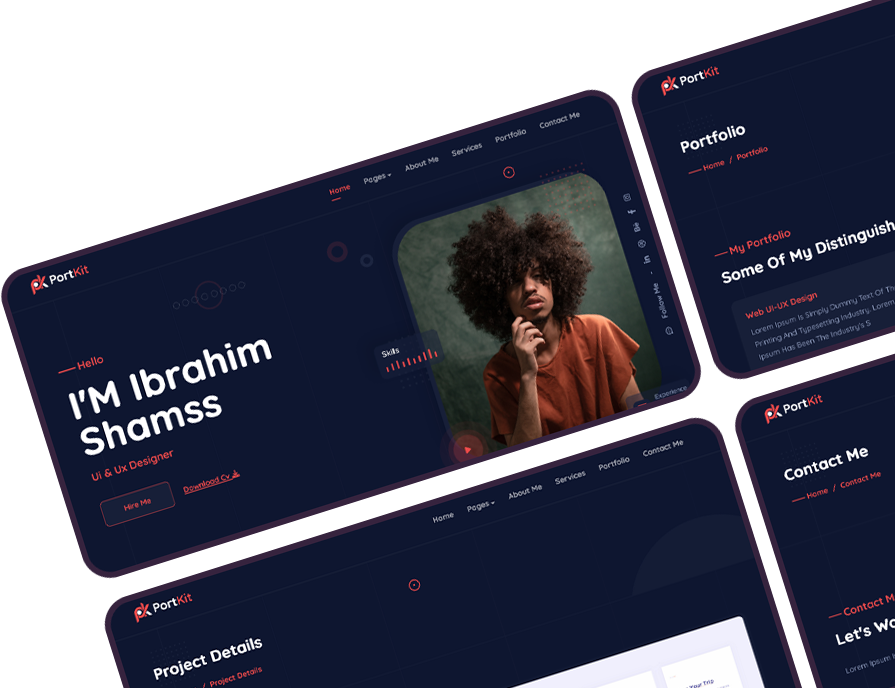 PortKit
Home
Pages
About Me
Services
Portfolio
Contact Me
Hello
I'M Ibrahim
Shamss
Ui & Ux Designer
Hire Me
Download Cv
Skills
Follow Me
Experience
PortKit
Portfolio
Home / Portfolio
My Portfolio
Some Of My Distinguish
Web UI-UX Design
Lorem Ipsum Is Simply Dummy Text Of Th
Printing And Typesetting Industry. Lorem
Ipsum Has Been The Industry's S
PortKit
Home
Pages
About Me
Services
Portfolio
Contact Me
Project Details
/ Project Details
Your Trip
PortKit
Contact Me
Home / Contact Me
Contact M
Let's Wo
Lorem Ipsum I